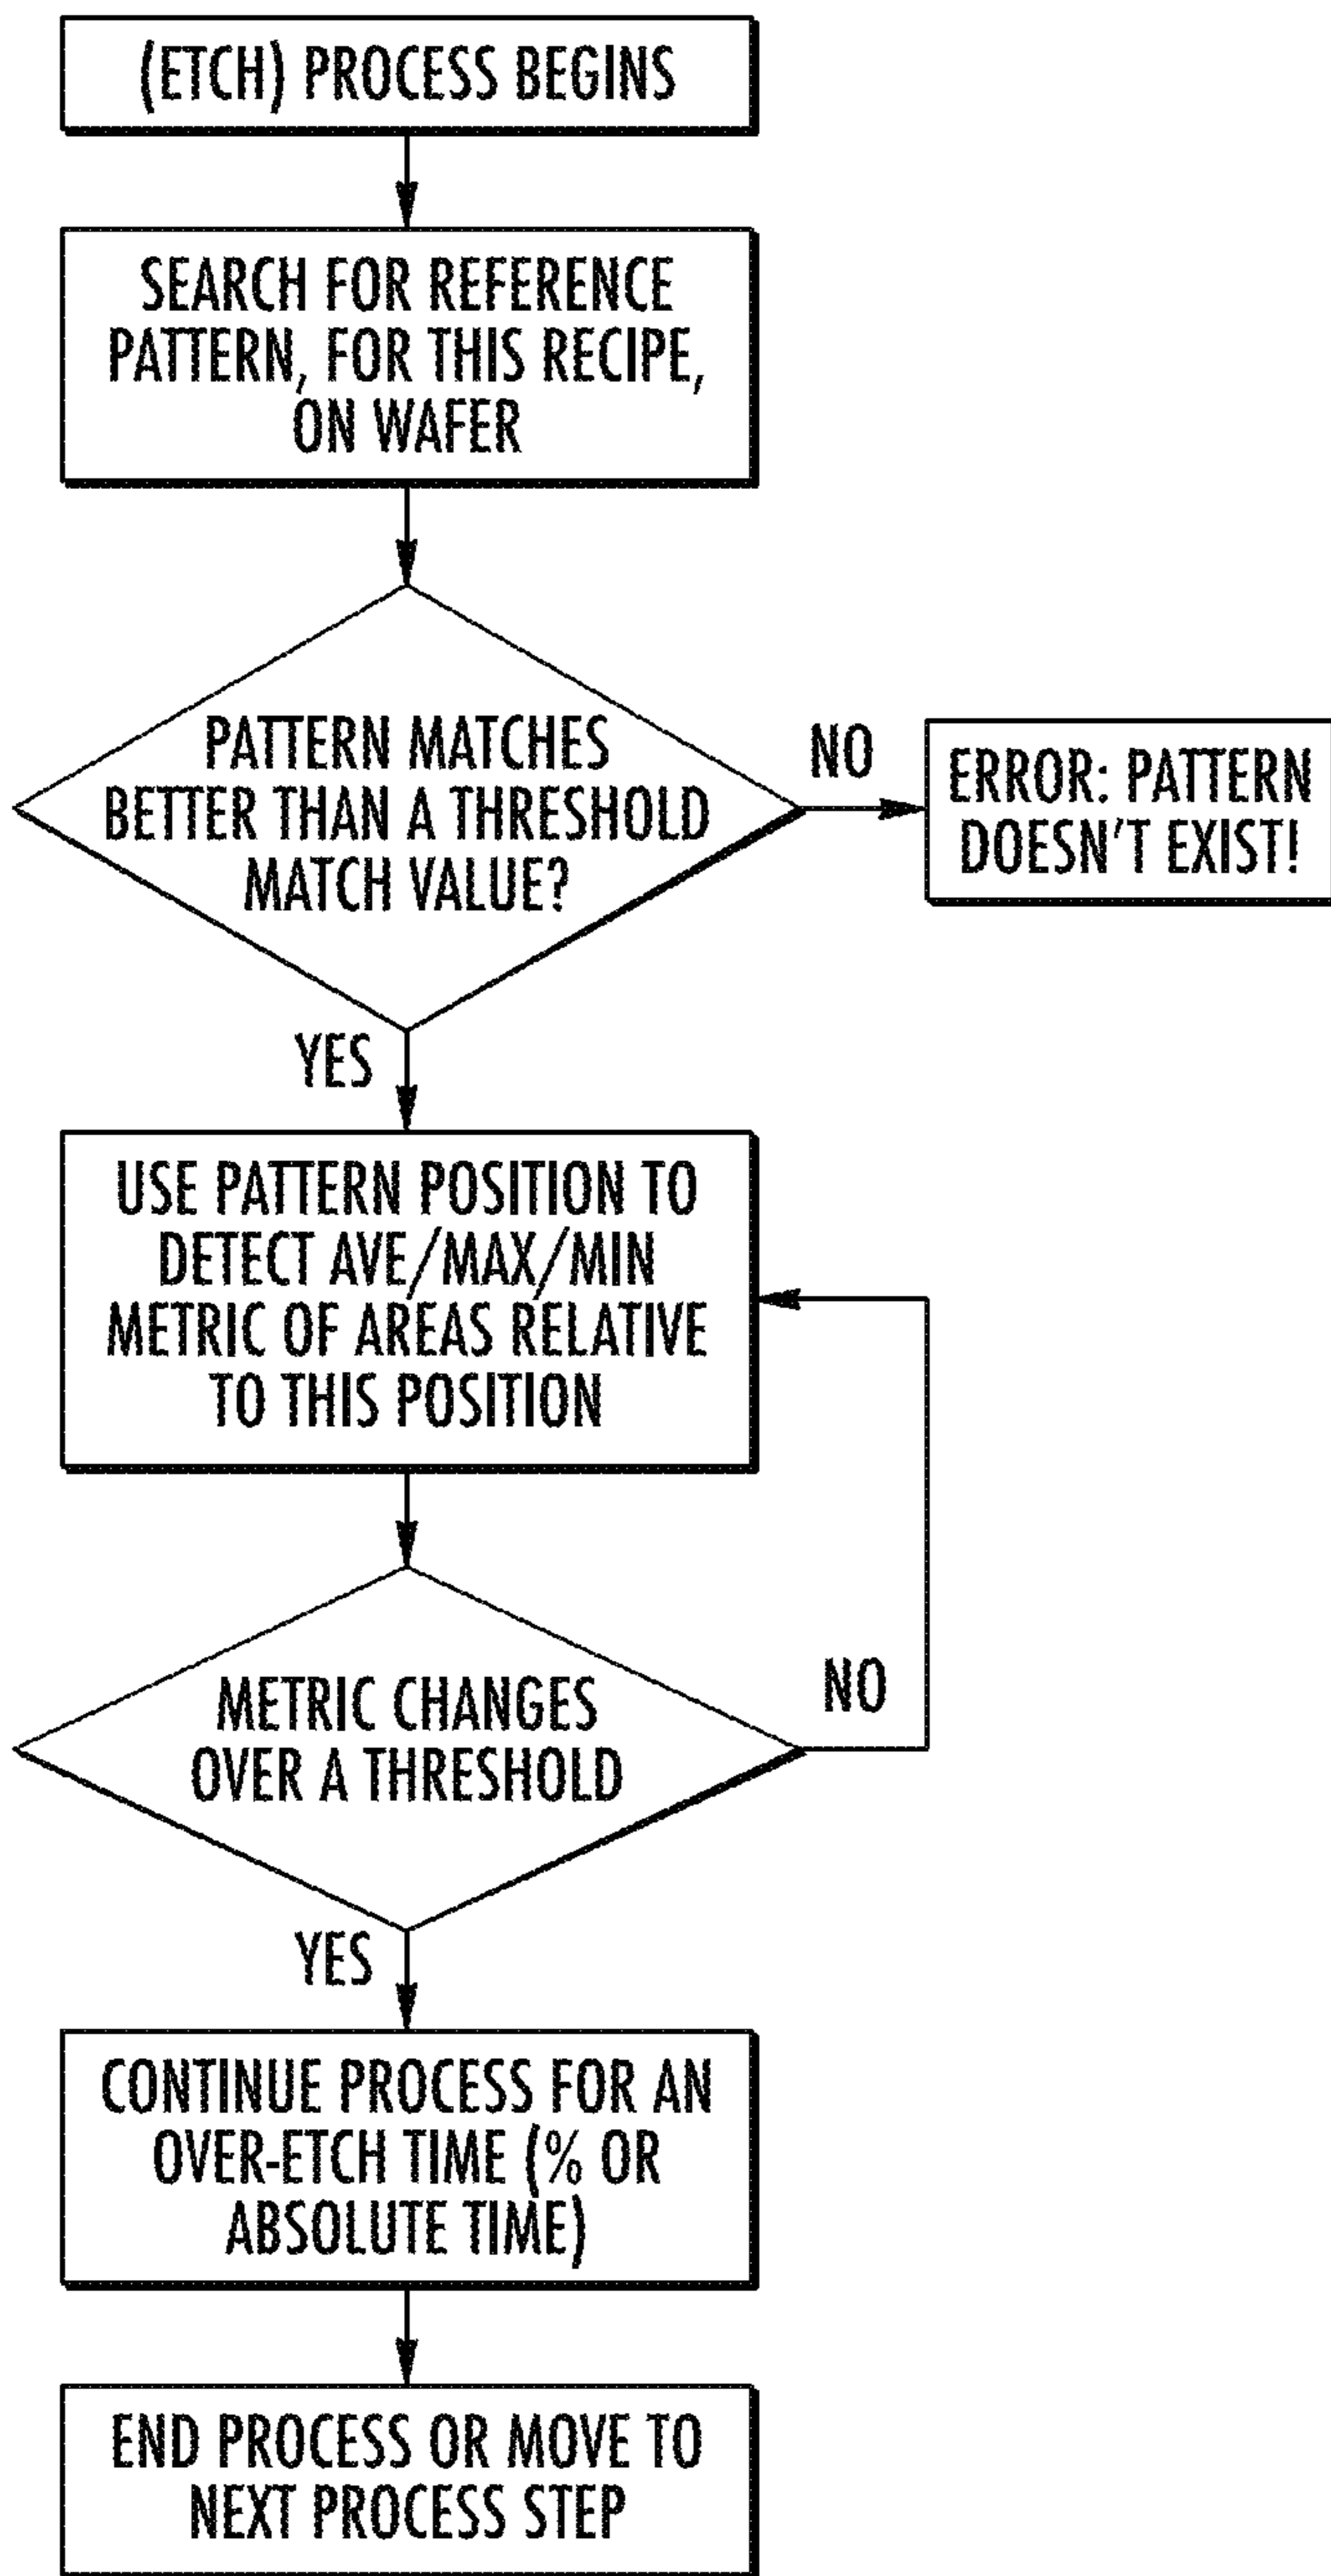 (ETCH) PROCESS BEGINS
SEARCH FOR REFERENCE
PATTERN, FOR THIS RECIPE,
ON WAFER
PATTERN MATCHES
BETTER THAN A THRESHOLD
MATCH VALUE?
NO
ERROR: PATTERN
DOESN'T EXIST!
YES
USE PATTERN POSITION TO
DETECT AVE/MAX/MIN
METRIC OF AREAS RELATIVE
TO THIS POSITION
METRIC CHANGES
OVER A THRESHOLD
NO
YES
CONTINUE PROCESS FOR AN
OVER-ETCH TIME (% OR
ABSOLUTE TIME)
END PROCESS OR MOVE TO
NEXT PROCESS STEP